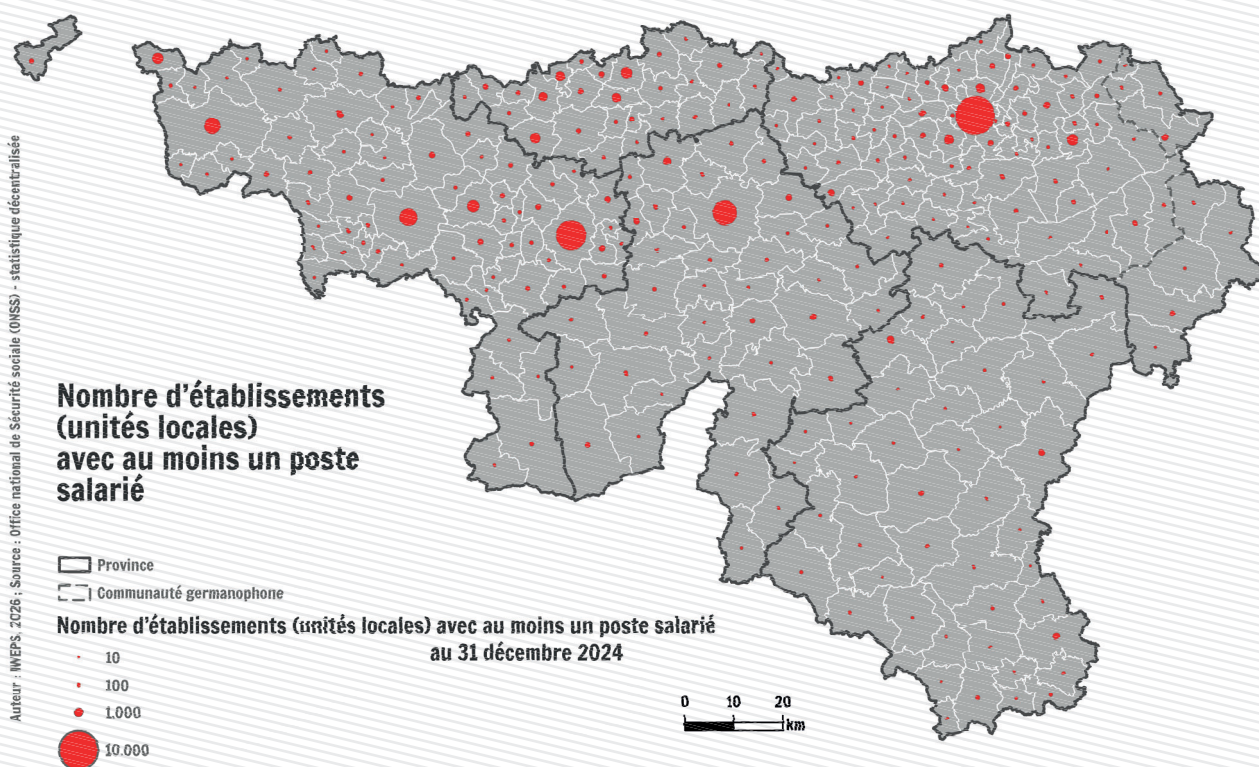 Auteur : IWEPS, 2026 ; Source : Office national de Sécurité sociale (ONSS) - statistique décentralisée
Nombre d'établissements
(unités locales)
avec au moins un poste
salarié
Province
Communauté germanophone
Nombre d'établissements (unités locales) avec au moins un poste salarié
au 31 décembre 2024
10
100
1.000
10.000
0 10 20
km